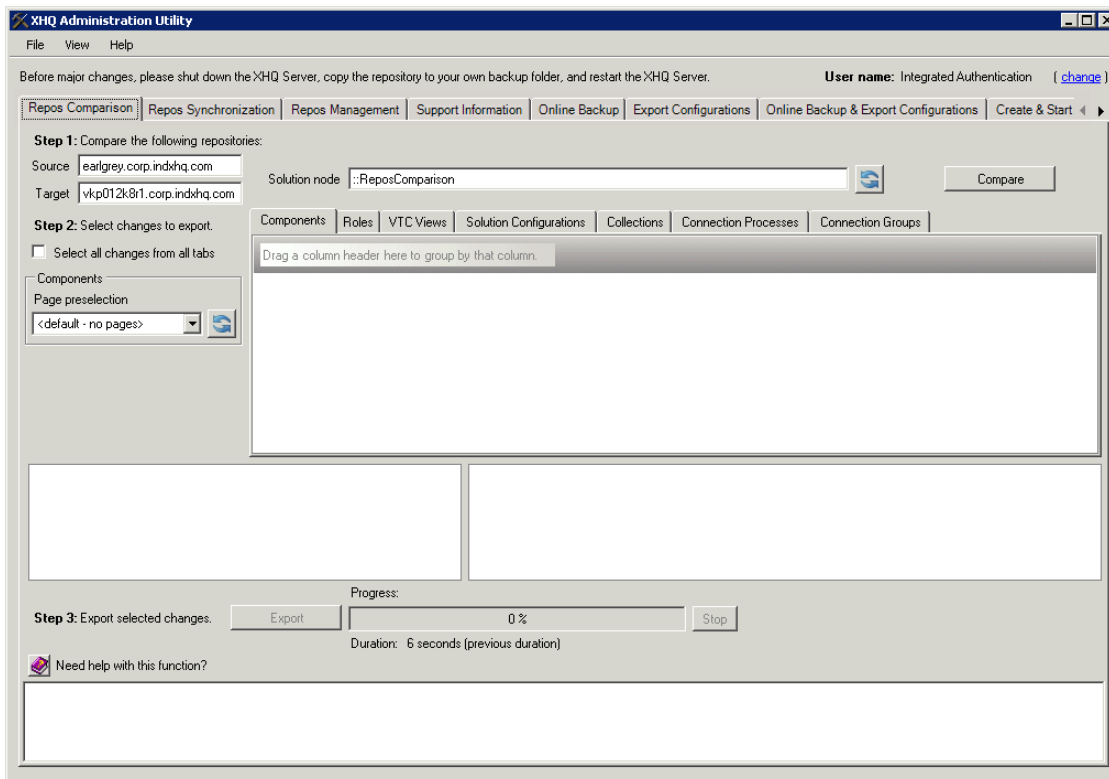 XHQ Administration Utility
File View Help
Before major changes, please shut down the XHQ Server, copy the repository to your own backup folder, and restart the XHQ Server. User name: Integrated Authentication ( change )
Repos Comparison Repos Synchronization Repos Management Support Information Online Backup Export Configurations Online Backup & Export Configurations Create & Start
Step 1: Compare the following repositories:
Source earlgrey.corp.indxhq.com
Solution node ::ReposComparison Compare
Target vkp012k8r1.corp.indxhq.com
Step 2: Select changes to export.
Components Roles VTC Views Solution Configurations Collections Connection Processes Connection Groups
Select all changes from all tabs
Drag a column header here to group by that column.
Components
Page preselection
<default - no pages>
Progress:
Step 3: Export selected changes. Export 0 % Stop
Duration: 6 seconds (previous duration)
Need help with this function?